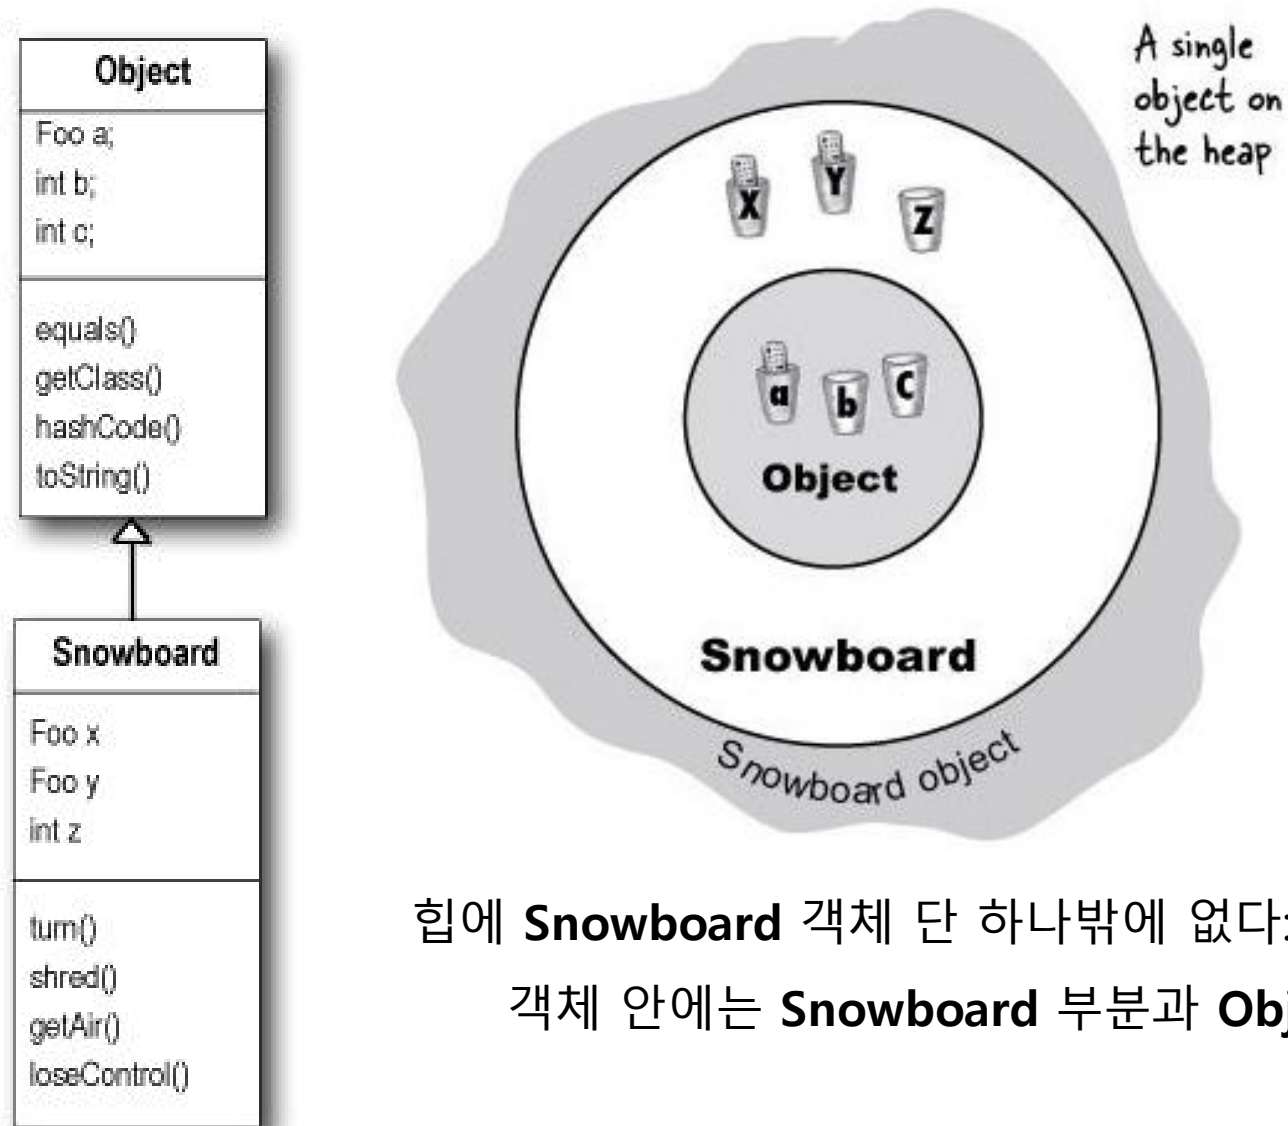 Object
Foo a;
int b;
int c;
equals()
getClass()
hashCode()
toString()
Snowboard
Foo x
Foo y
int z
turn()
shred()
getAir()
loseControl()
A single
object on
the heap
X Y Z
a b c
Object
Snowboard
Snowboard object
힙에 Snowboard 객체 단 하나밖에 없다:
객체 안에는 Snowboard 부분과